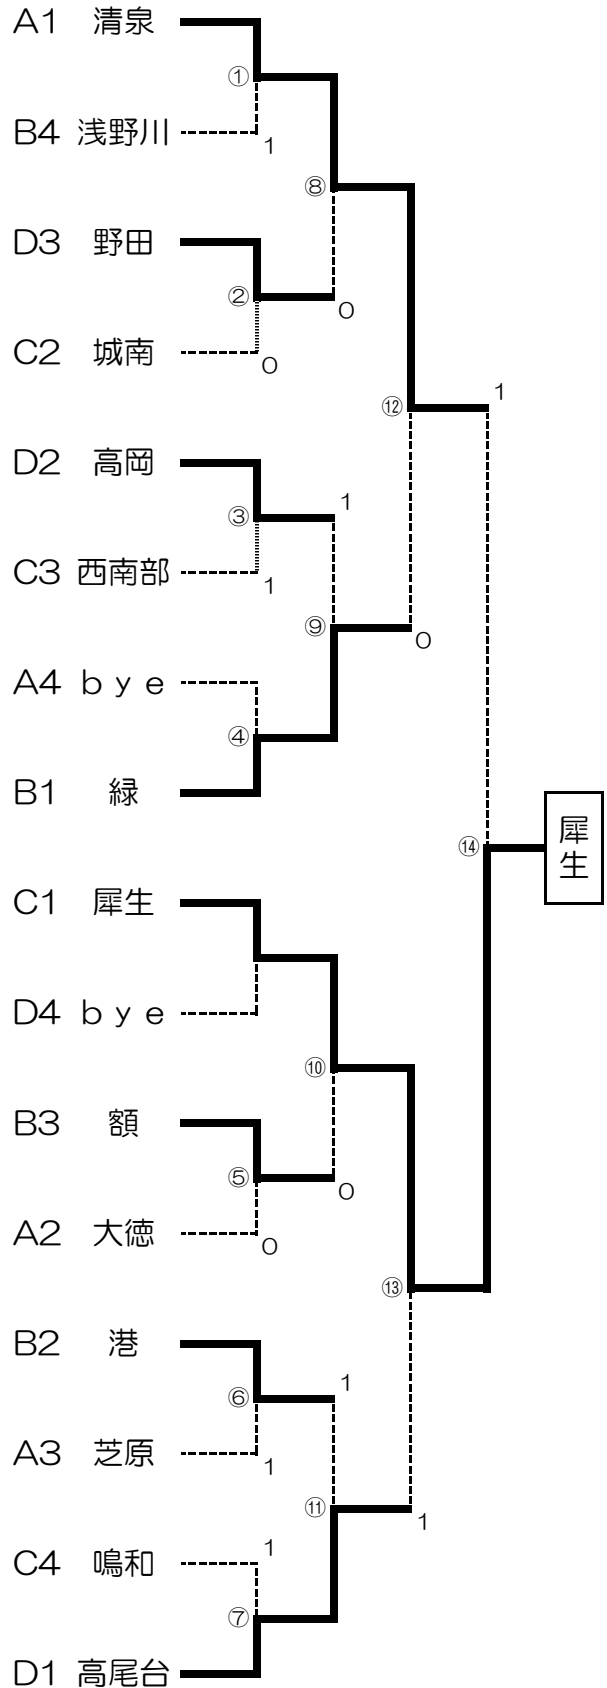 A1 清泉
①
B4 浅野川
1
⑧
D3 野田
②
0
C2 城南
0
⑫
1
D2 高岡
③
1
C3 西南部
1
⑨
0
A4 bye
④
B1 緑
⑭
犀生
C1 犀生
D4 bye
⑩
B3 額
⑤
0
A2 大徳
0
⑬
B2 港
⑥
1
A3 芝原
1
⑪
1
C4 鳴和
1
⑦
D1 高尾台